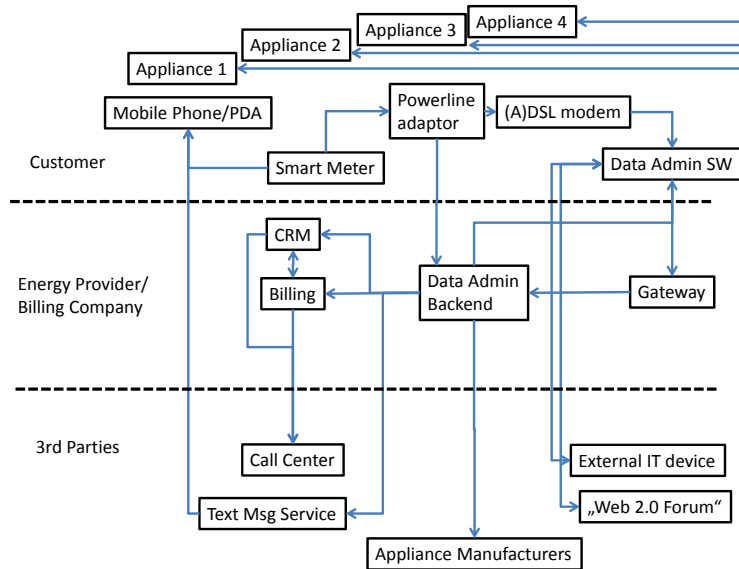 Appliance 4
Appliance 3
Appliance 2
Appliance 1
Mobile Phone/PDA
Powerline
adaptor
(A)DSL modem
Customer
Smart Meter
Data Admin SW
CRM
Energy Provider/
Billing Company
Billing
Data Admin
Backend
Gateway
3rd Parties
Call Center
External IT device
Text Msg Service
„Web 2.0 Forum“
Appliance Manufacturers